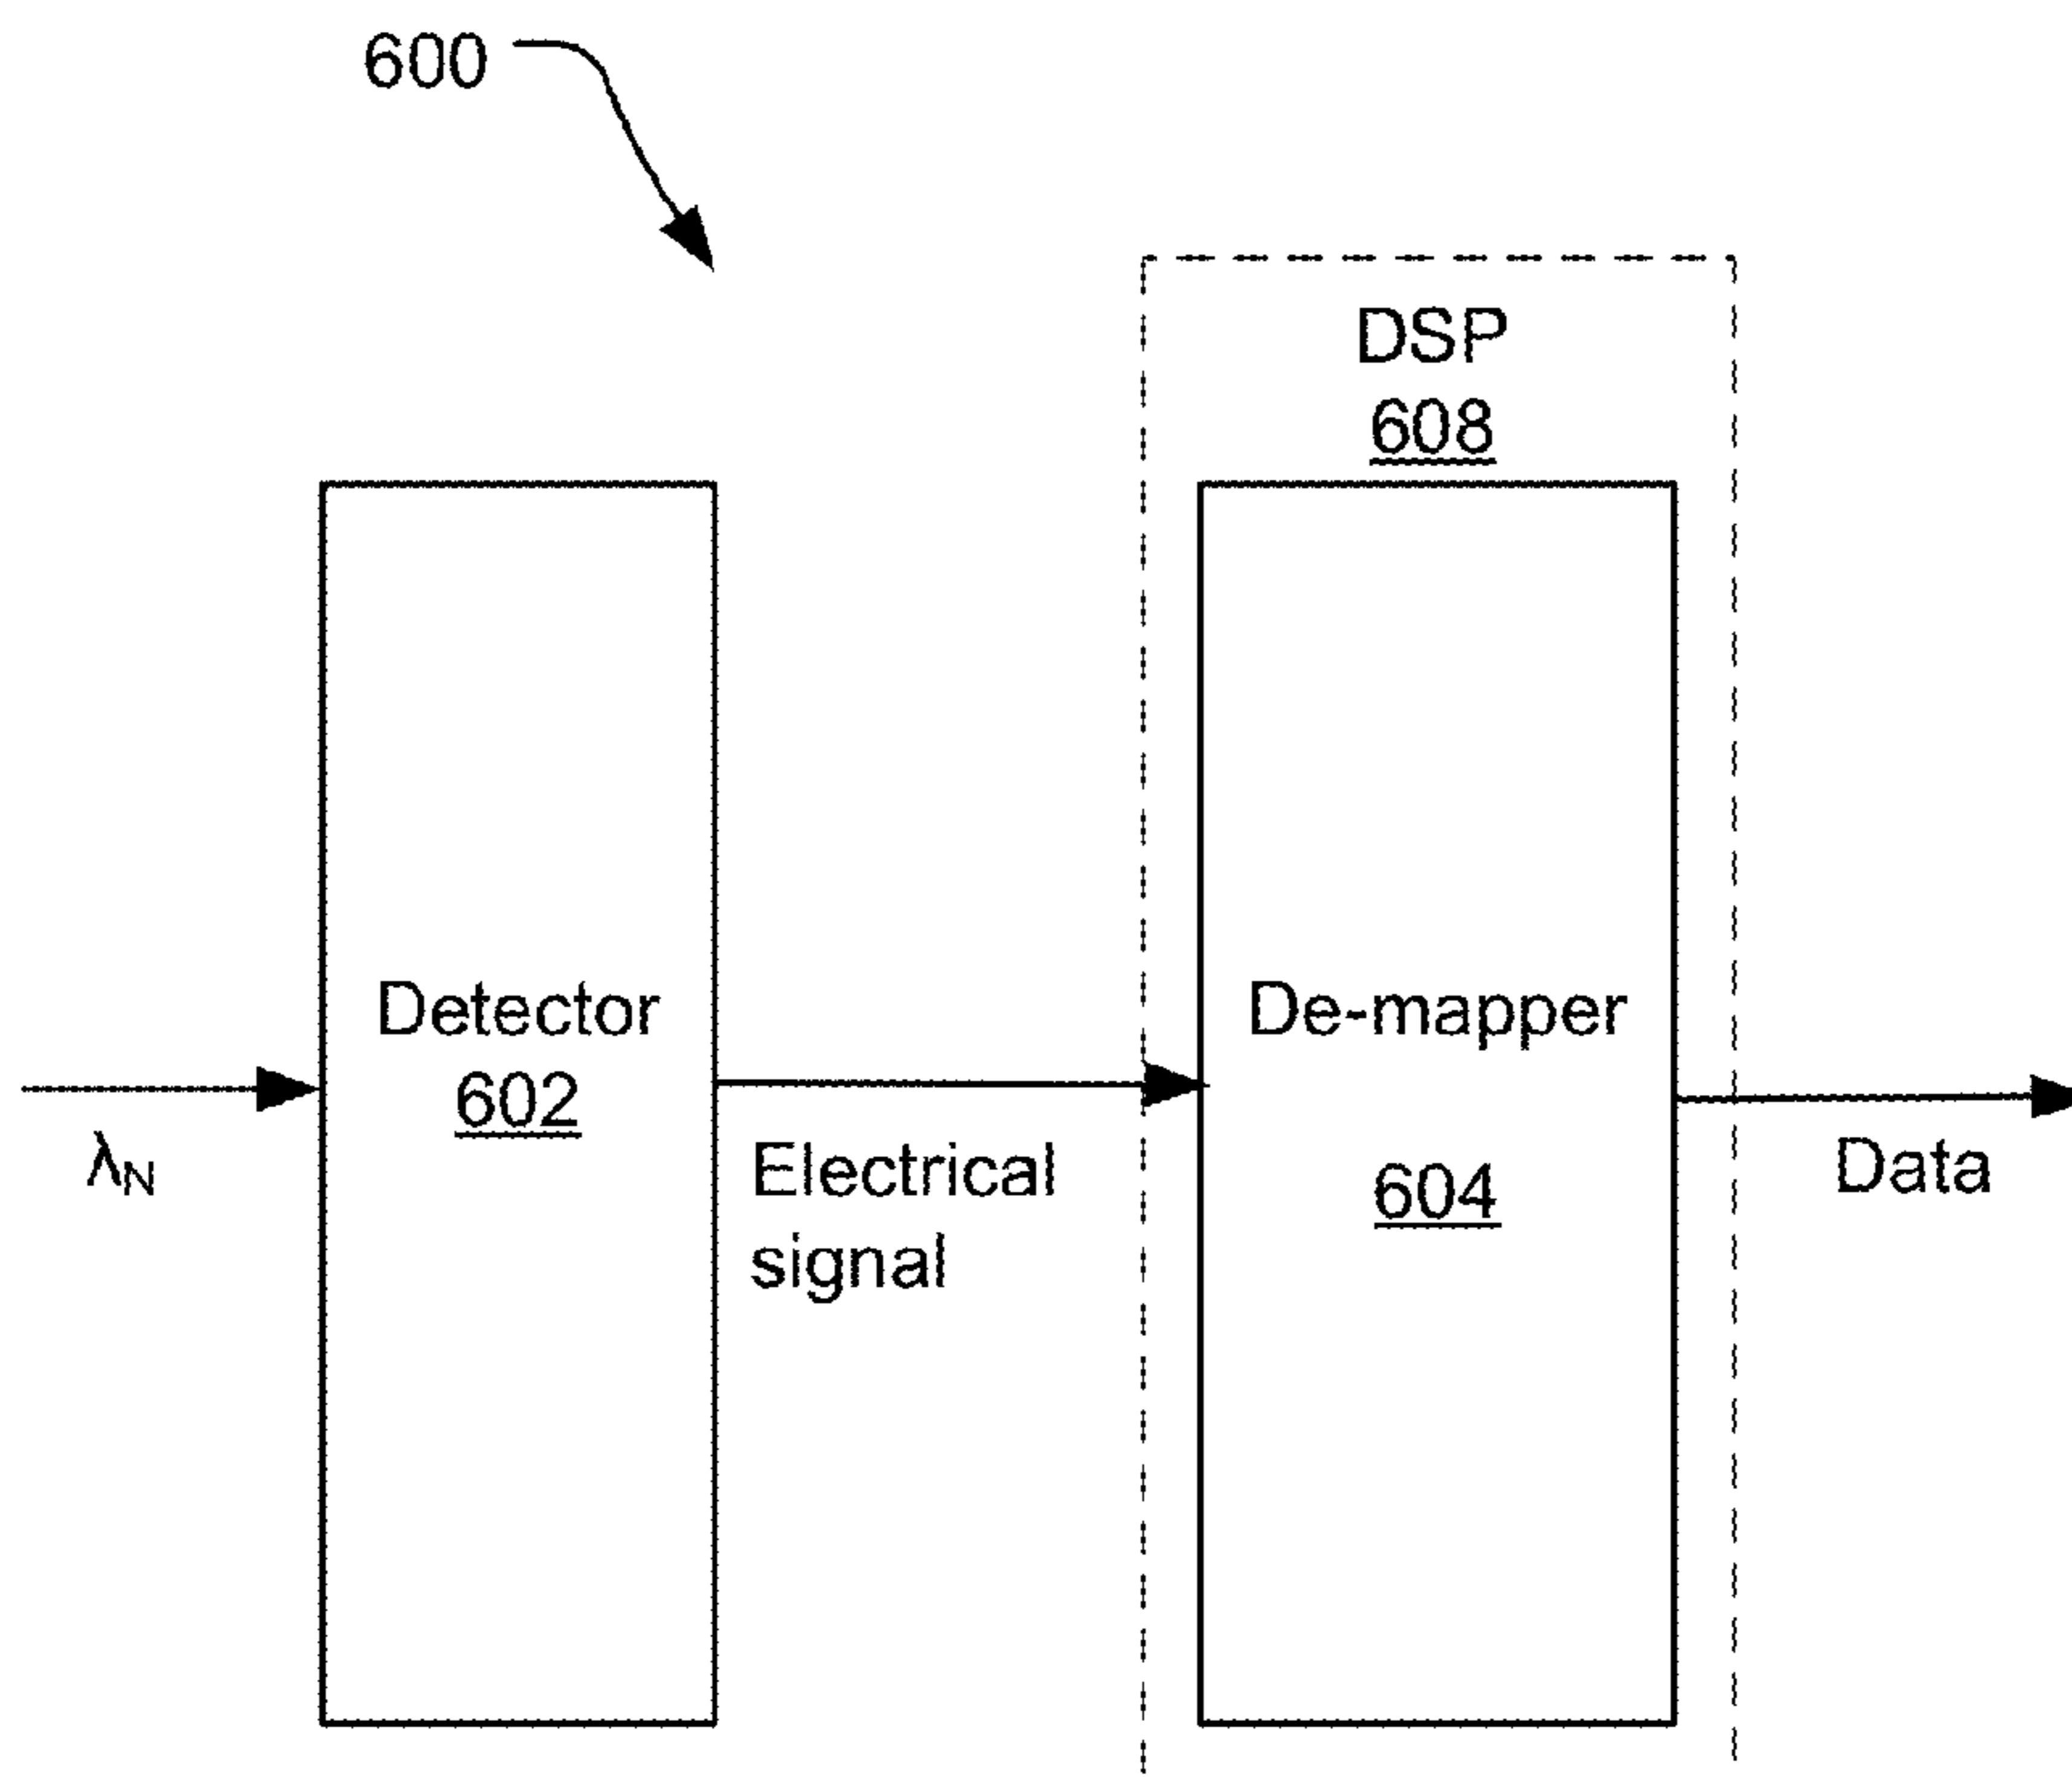 600
DSP
608
Detector
602
De-mapper
604
λN
Electrical
signal
Data